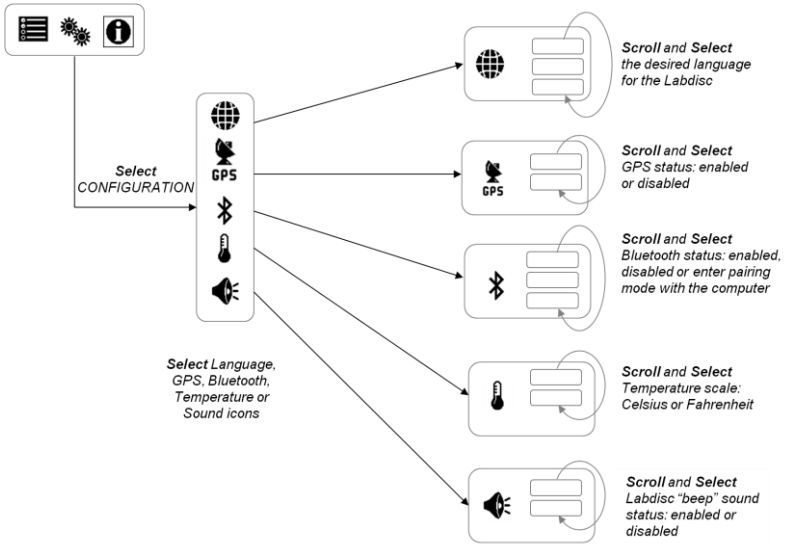 Scroll and Select
the desired language
for the Labdisc
GPS
Select
CONFIGURATION
Scroll and Select
GPS status: enabled
or disabled
GPS
Scroll and Select
Bluetooth status: enabled,
disabled or enter pairing
mode with the computer
Select Language,
GPS, Bluetooth,
Temperature or
Sound icons
Scroll and Select
Temperature scale:
Celsius or Fahrenheit
Scroll and Select
Labdisc “beep” sound
status: enabled or
disabled